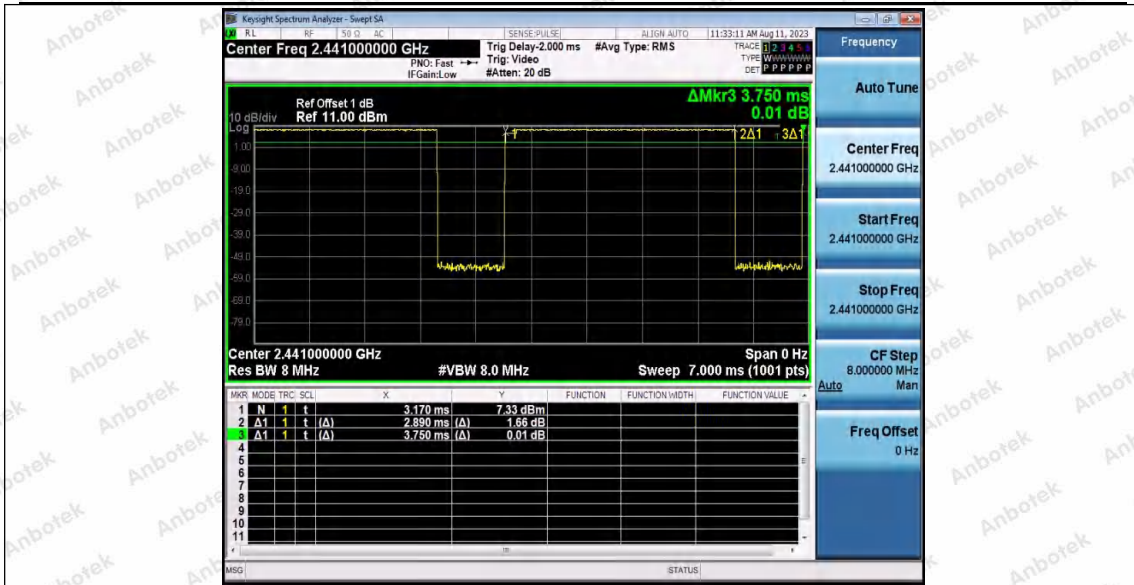 Keysight Spectrum Analyzer - Swept SA
RL RF 50 Ω AC SENSE:PULSE ALIGN AUTO 11:33:11 AM Aug 11, 2023
Center Freq 2.441000000 GHz
PNO: Fast
IFGain:Low
Trig Delay-2.000 ms
Trig: Video
#Atten: 20 dB
#Avg Type: RMS
TRACE 1 2 3 4 5 6
TYPE W
DET P P P P P P
Ref Offset 1 dB
10 dB/div Ref 11.00 dBm
Log
ΔMkr3 3.750 ms
0.01 dB
1.00
-9.00
-19.0
-29.0
-39.0
-49.0
-59.0
-69.0
-79.0
1
2Δ1
3Δ1
Center 2.441000000 GHz Span 0 Hz
Res BW 8 MHz #VBW 8.0 MHz Sweep 7.000 ms (1001 pts)
MKR MODE TRC SCL X Y FUNCTION FUNCTION WIDTH FUNCTION VALUE
1 N 1 t 3.170 ms 7.33 dBm
2 Δ1 1 t (Δ) 2.890 ms (Δ) 1.66 dB
3 Δ1 1 t (Δ) 3.750 ms (Δ) 0.01 dB
4
5
6
7
8
9
10
11
MSG STATUS
Frequency
Auto Tune
Center Freq
2.441000000 GHz
Start Freq
2.441000000 GHz
Stop Freq
2.441000000 GHz
CF Step
8.000000 MHz
Auto Man
Freq Offset
0 Hz
Anbotek